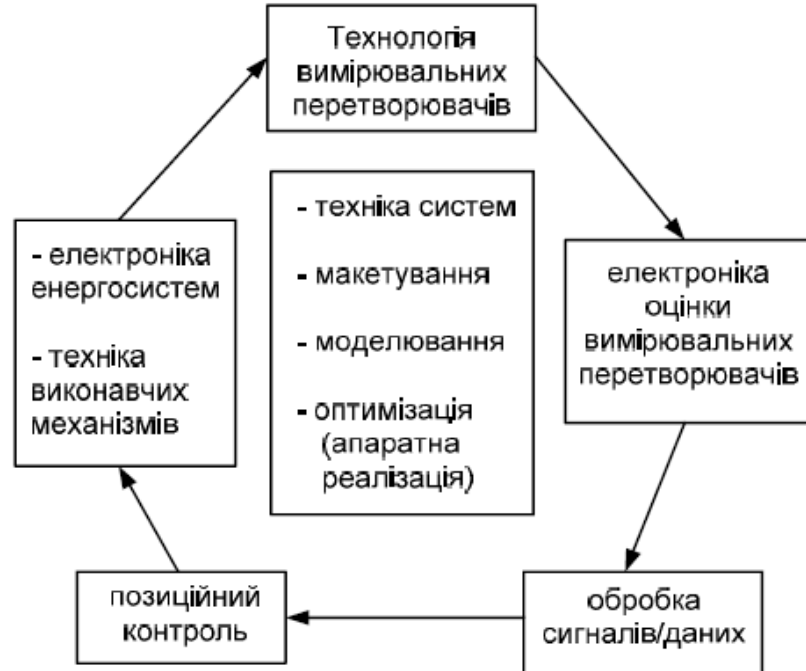 Технологія
вимірювальних
перетворювачів
- техніка систем
- макетування
- моделювання
- оптимізація
(апаратна
реалізація)
- електроніка
енергосистем
- техніка
виконавчих
механізмів
електроніка
оцінки
вимірювальних
перетворювачів
позиційний
контроль
обробка
сигналів/даних